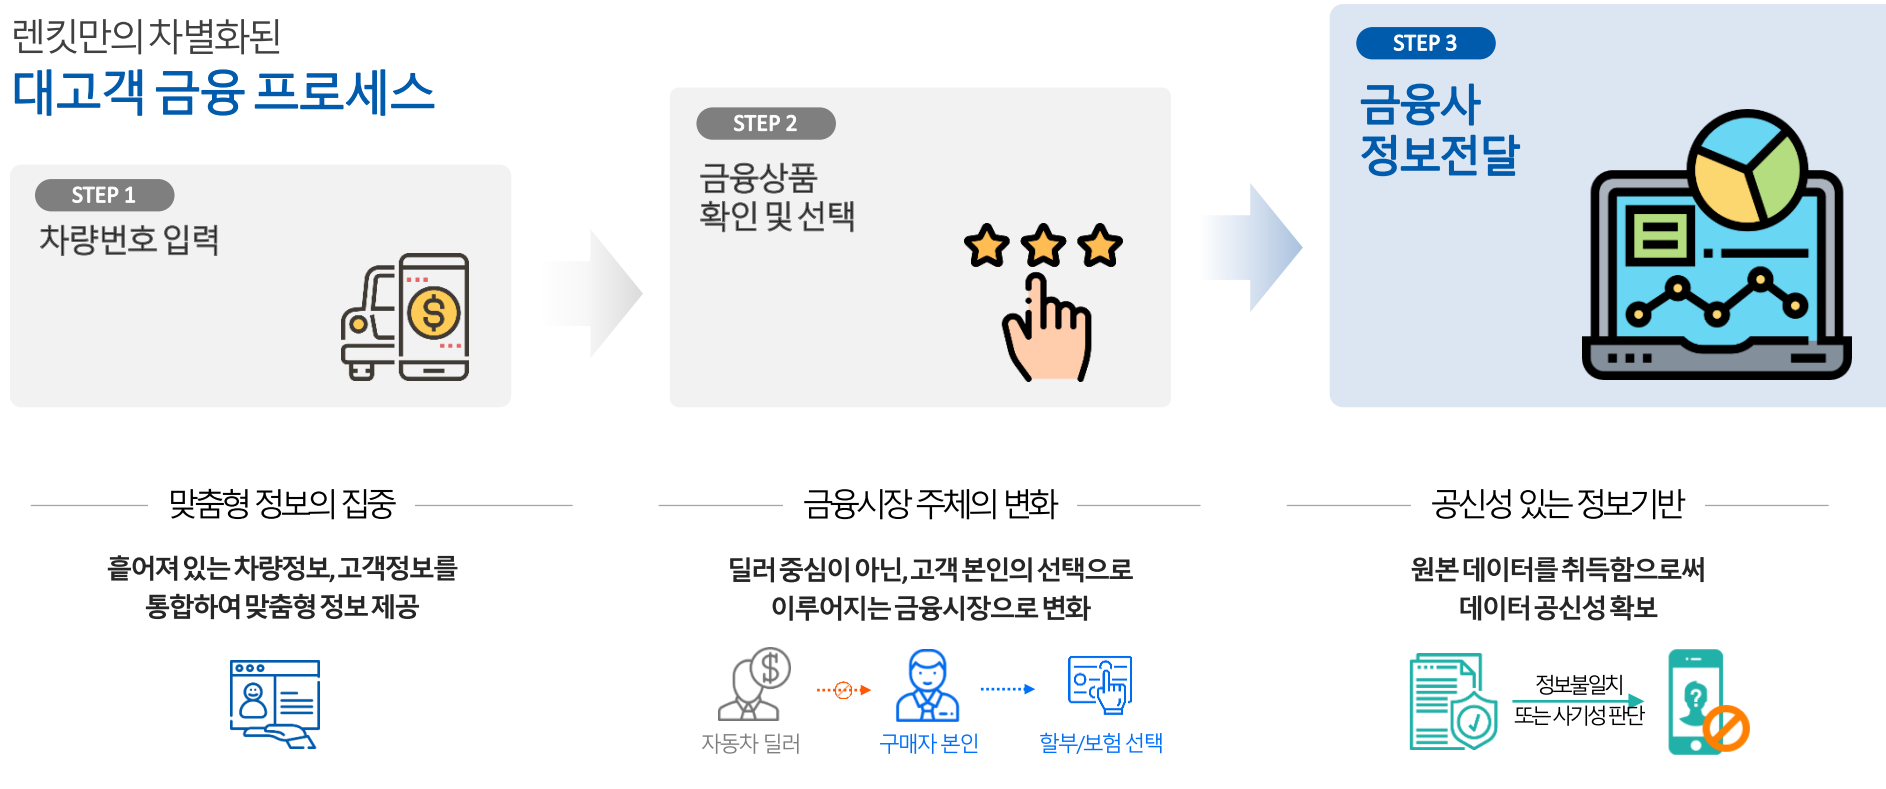 렌킷만의 차별화된
대고객 금융 프로세스
STEP 1
차량번호 입력
STEP 2
금융상품
확인 및 선택
STEP 3
금융사
정보전달
맞춤형 정보의 집중
흩어져 있는 차량정보, 고객정보를
통합하여 맞춤형 정보 제공
금융시장 주체의 변화
딜러 중심이 아닌, 고객 본인의 선택으로
이루어지는 금융시장으로 변화
자동차 딜러
구매자 본인
할부/보험 선택
공신성 있는 정보기반
원본 데이터를 취득함으로써
데이터 공신성 확보
정보불일치
또는 사기성 판단